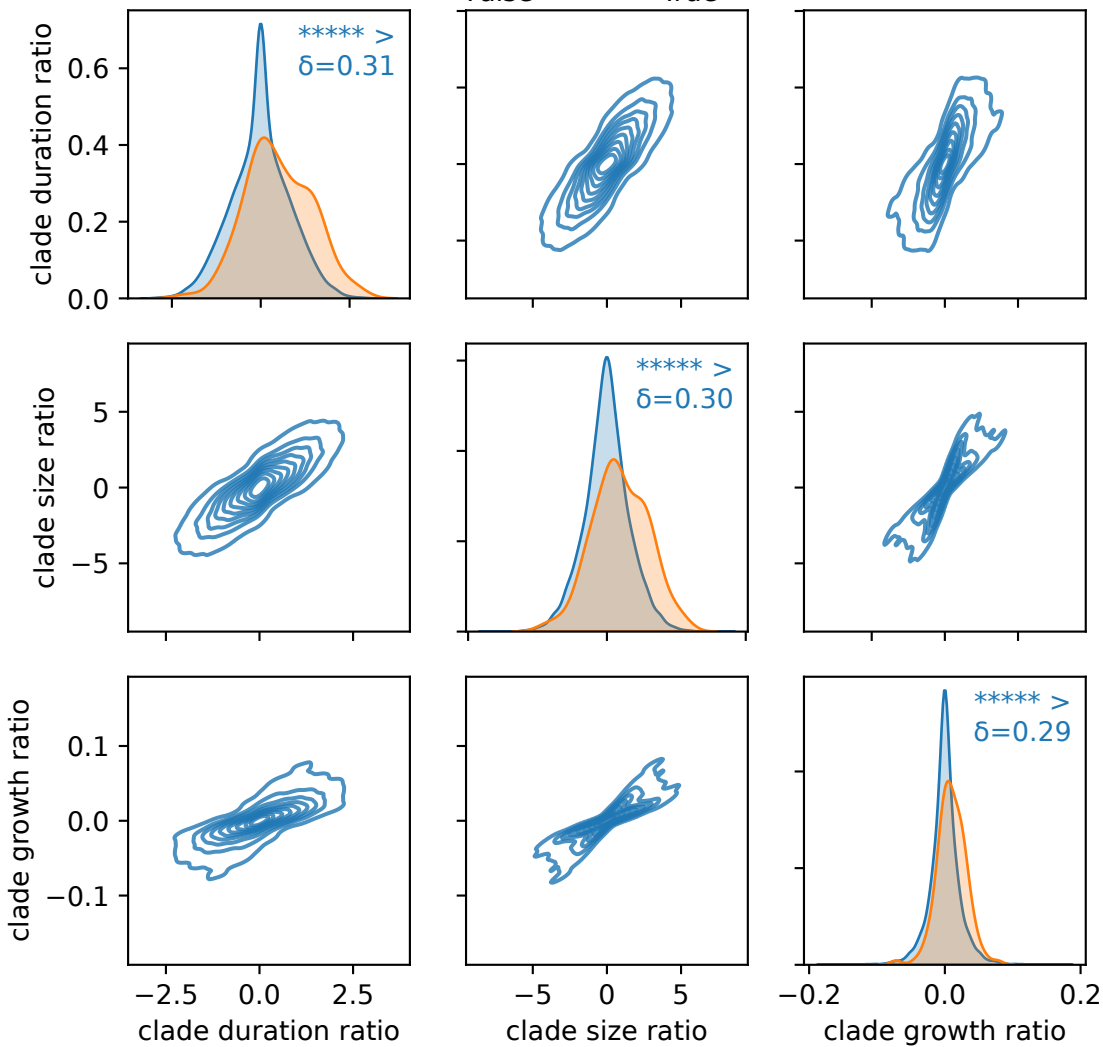 ***** >
δ=0.31
clade duration ratio
0.6
0.4
0.2
0.0
***** >
δ=0.30
clade size ratio
5
0
−5
***** >
δ=0.29
clade growth ratio
0.1
0.0
−0.1
−2.5 0.0 2.5 −5 0 5 −0.2 0.0 0.2
clade duration ratio clade size ratio clade growth ratio